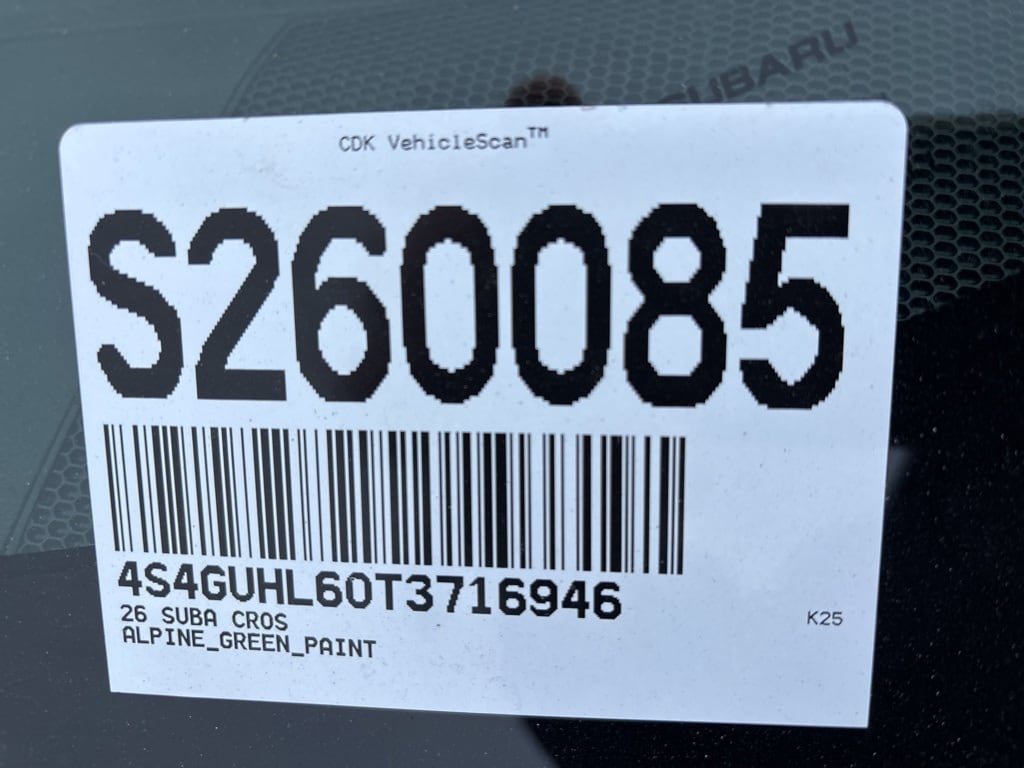 SUBARU
CDK VehicleScan™
S260085
4S4GUHL60T3716946
26 SUBA CROS
K25
ALPINE_GREEN_PAINT